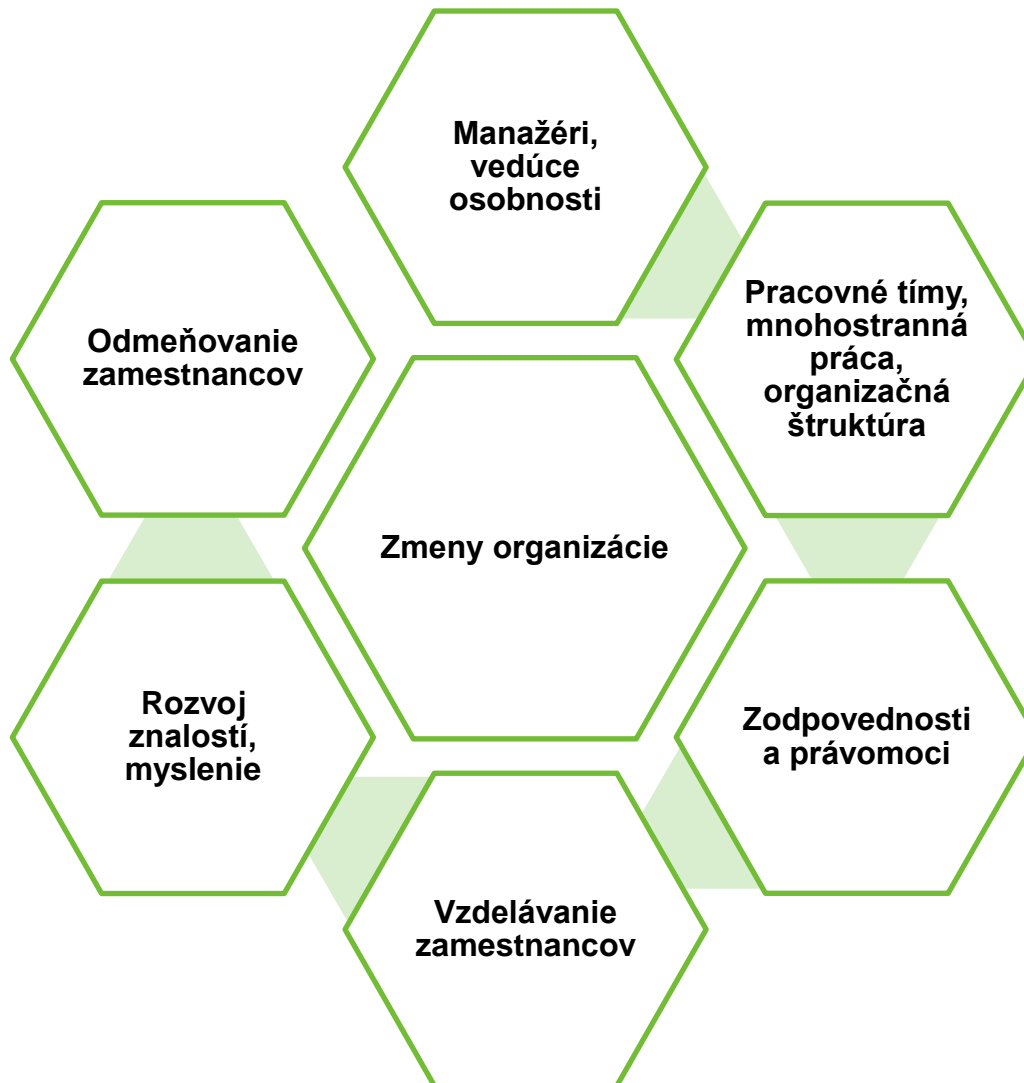 Manažéri,
vedúce
osobnosti
Pracovné tímy,
mnohostranná
práca,
organizačná
štruktúra
Zodpovednosti
a právomoci
Vzdelávanie
zamestnancov
Rozvoj
znalostí,
myslenie
Odmeňovanie
zamestnancov
Zmeny organizácie